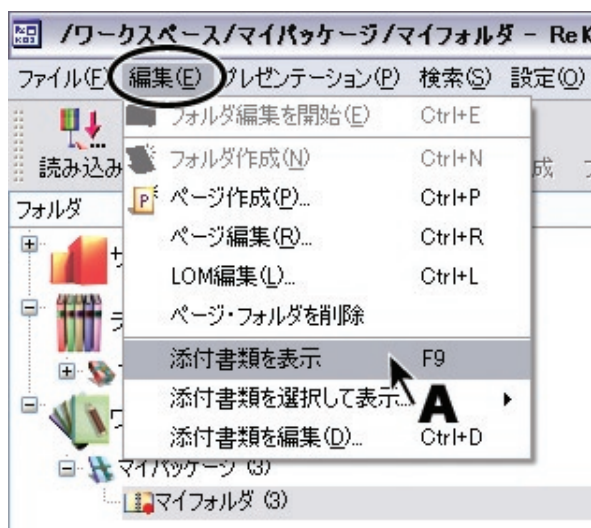 /ワークスペース/マイパッケージ/マイフォルダ - ReK
ファイル(F) 編集(E) プレゼンテーション(P) 検索(S) 設定(O)
フォルダ編集を開始(E) Ctrl+E
読み込み フォルダ作成(N) Ctrl+N 成
フォルダ ページ作成(P)... Ctrl+P
ページ編集(R)... Ctrl+R
LOM編集(L)... Ctrl+L
ページ・フォルダを削除
添付書類を表示 F9
添付書類を選択して表示... A
添付書類を編集(D)... Ctrl+D
マイパッケージ (3)
マイフォルダ (3)